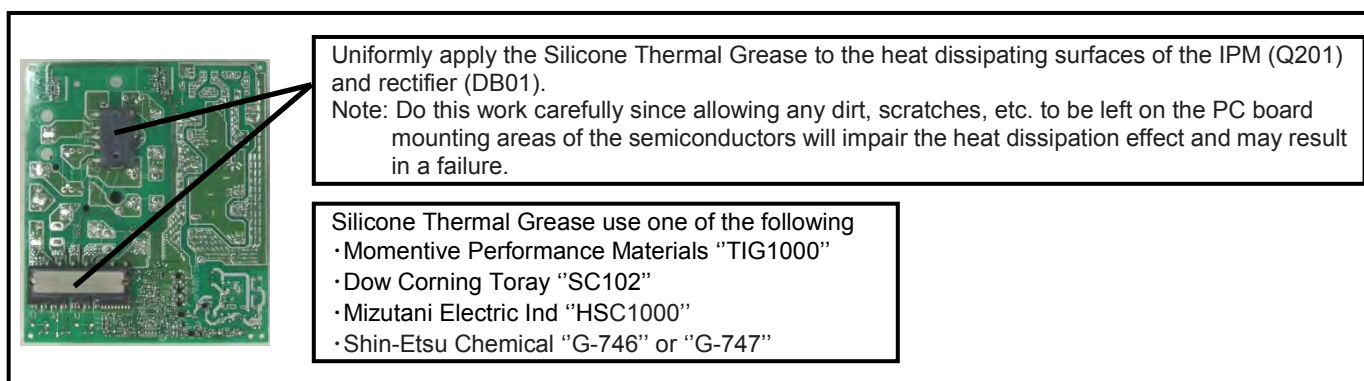 Uniformly apply the Silicone Thermal Grease to the heat dissipating surfaces of the IPM (Q201)
and rectifier (DB01).
Note: Do this work carefully since allowing any dirt, scratches, etc. to be left on the PC board
mounting areas of the semiconductors will impair the heat dissipation effect and may result
in a failure.
Silicone Thermal Grease use one of the following
・Momentive Performance Materials ‘‘TIG1000’’
・Dow Corning Toray ‘‘SC102’’
・Mizutani Electric Ind ‘‘HSC1000’’
・Shin-Etsu Chemical ‘‘G-746’’ or ‘‘G-747’’